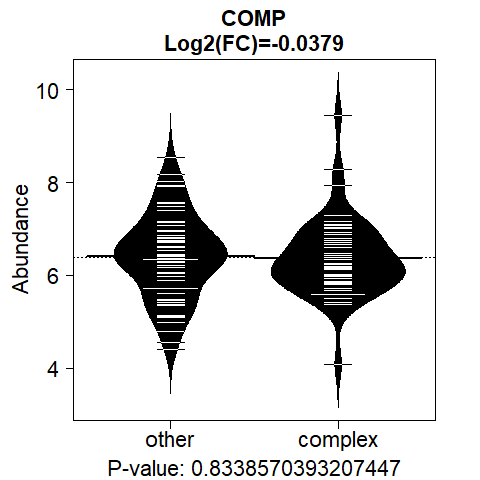 COMP
Log2(FC)=-0.0379
Abundance
10
8
6
4
other complex
P-value: 0.8338570393207447